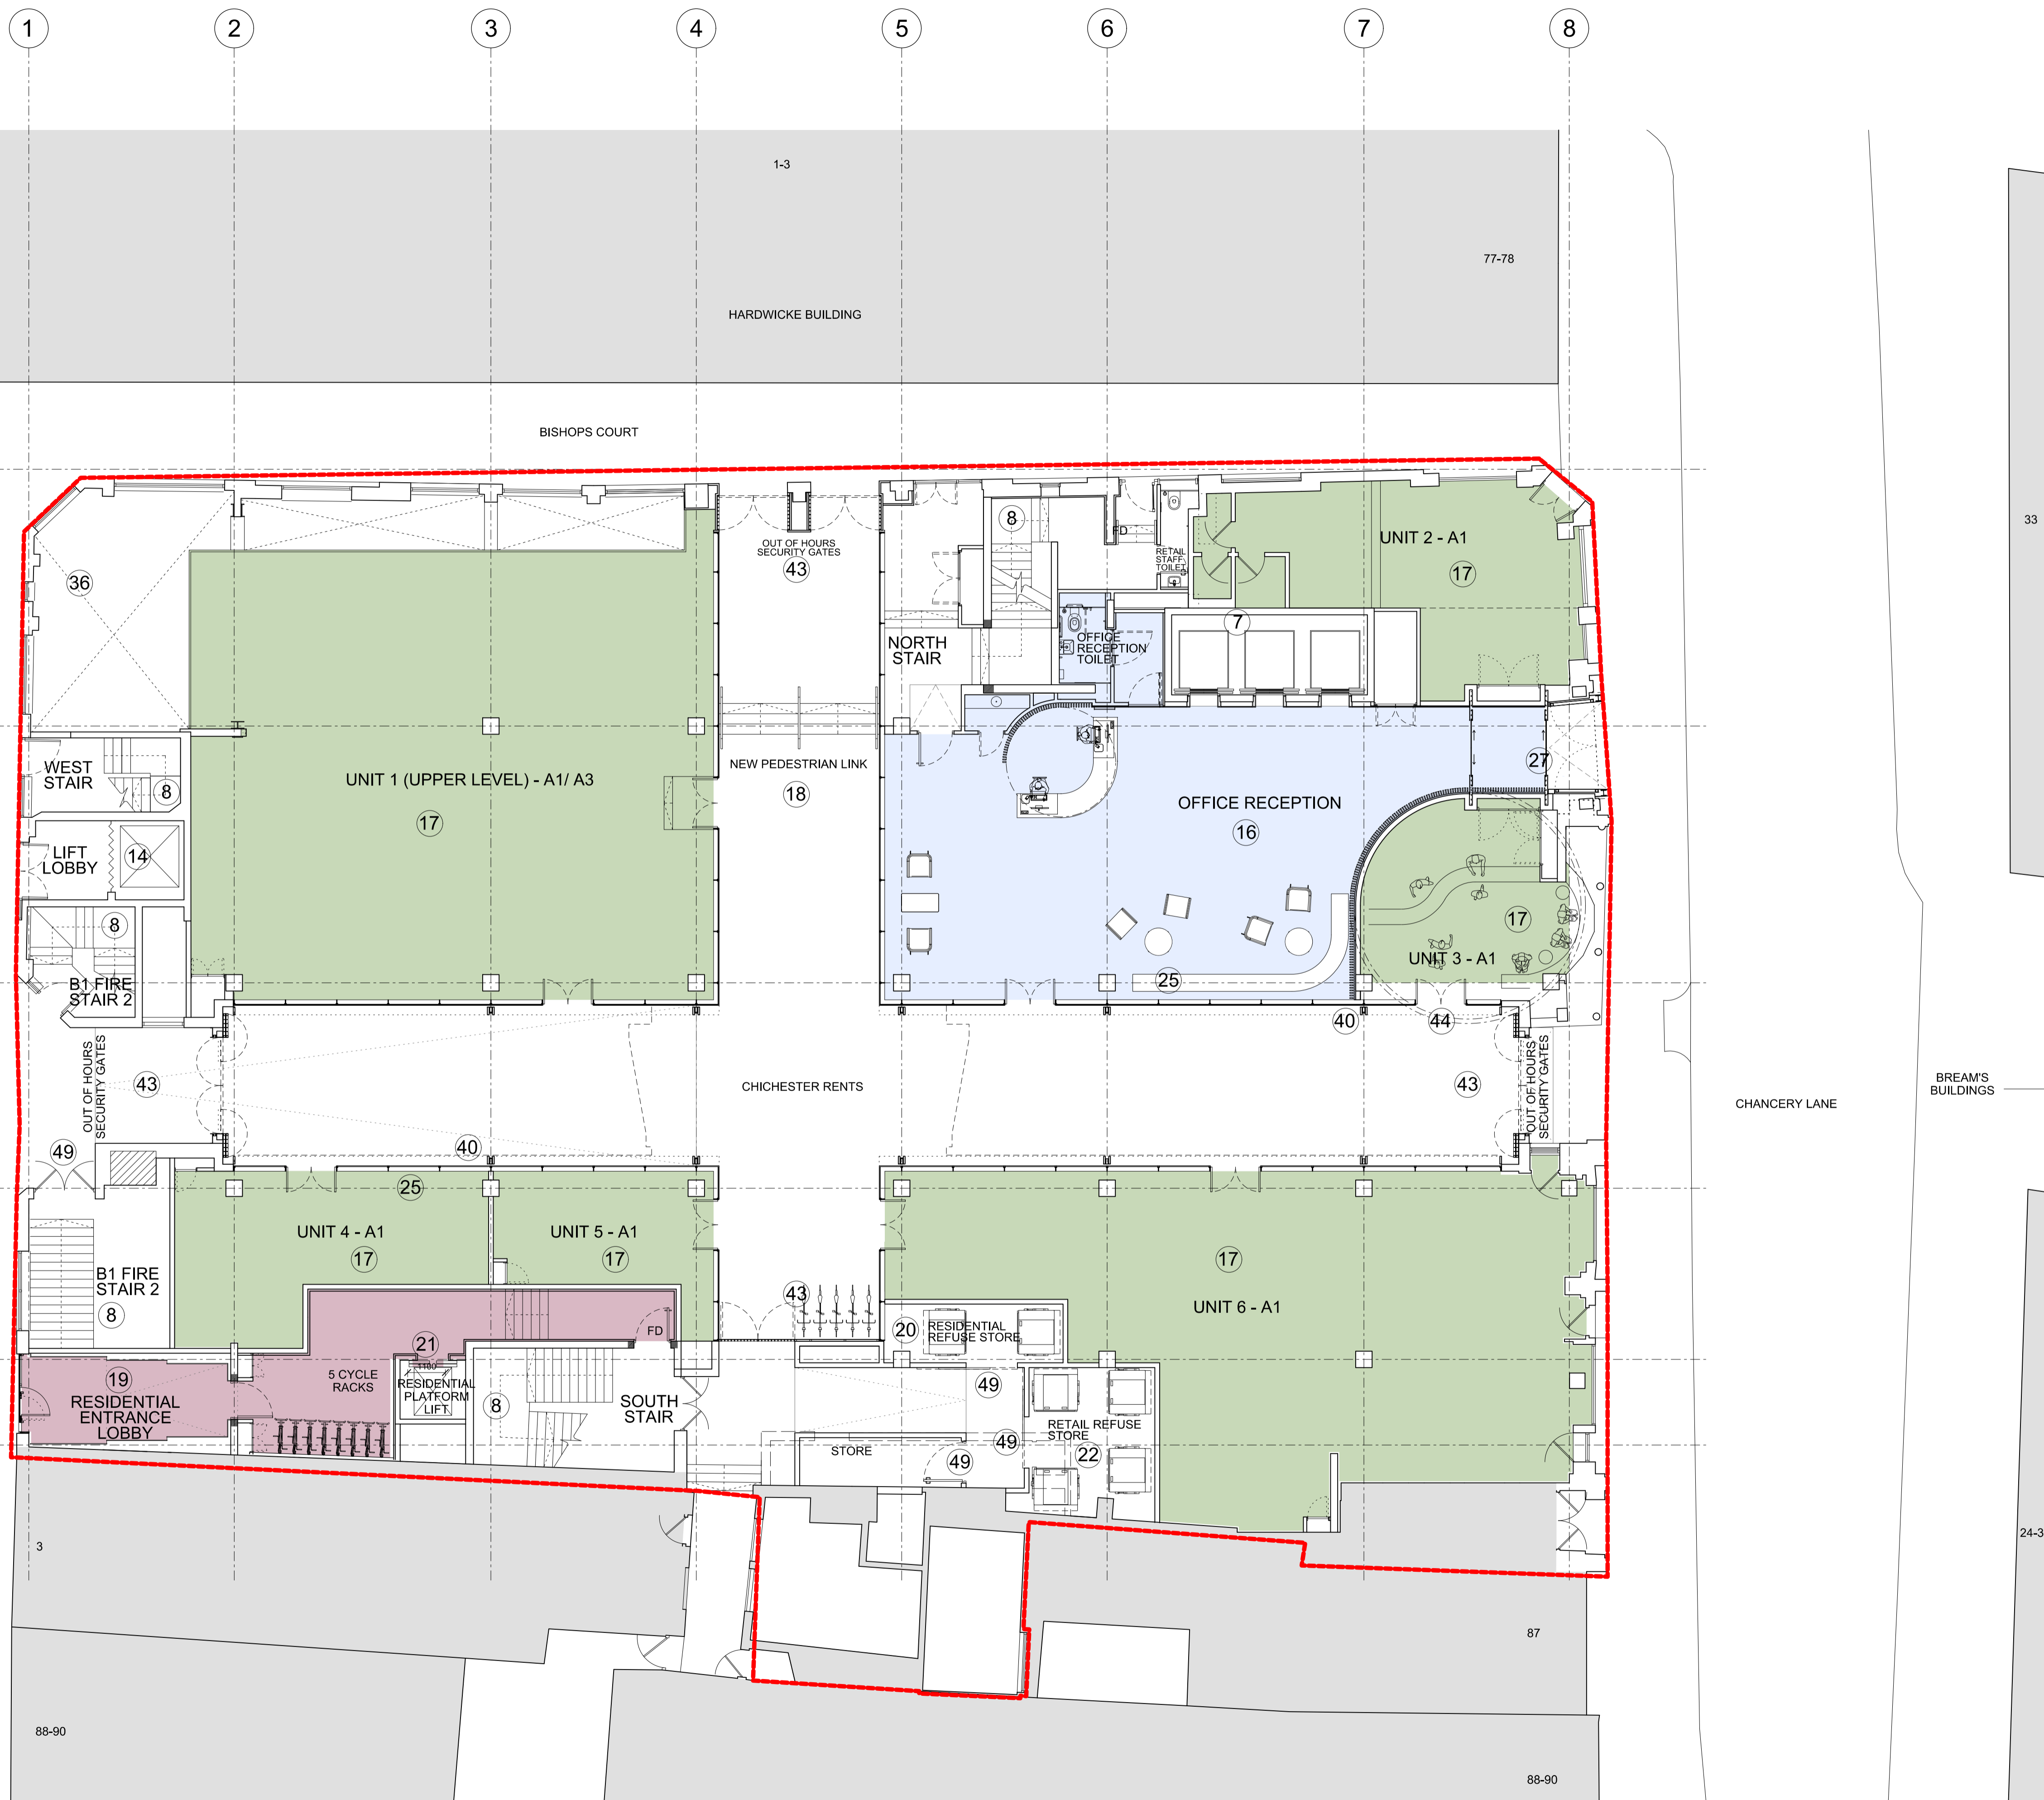 1
2
3
4
5
6
7
8
1-3
77-78
HARDWICKE BUILDING
BISHOPS COURT
33
36
OUT OF HOURS
SECURITY GATES
43
8
FD
RETAIL
STAFF
TOILET
UNIT 2 - A1
17
7
NORTH
STAIR
OFFICE
RECEPTION
TOILET
WEST
STAIR
8
UNIT 1 (UPPER LEVEL) - A1/ A3
17
NEW PEDESTRIAN LINK
18
OFFICE RECEPTION
16
27
LIFT
LOBBY
14
8
B1 FIRE
STAIR 2
17
UNIT 3 - A1
25
40
44
OUT OF HOURS
SECURITY GATES
43
CHICHESTER RENTS
43
OUT OF HOURS
SECURITY GATES
CHANCERY LANE
BREAM'S
BUILDINGS
49
40
25
UNIT 4 - A1
17
UNIT 5 - A1
17
17
UNIT 6 - A1
B1 FIRE
STAIR 2
8
43
20
RESIDENTIAL
REFUSE STORE
21
FD
1100
19
RESIDENTIAL
ENTRANCE
LOBBY
5 CYCLE
RACKS
RESIDENTIAL
PLATFORM
LIFT
8
SOUTH
STAIR
49
RETAIL REFUSE
STORE
22
49
STORE
49
3
24-3
87
88-90
88-90